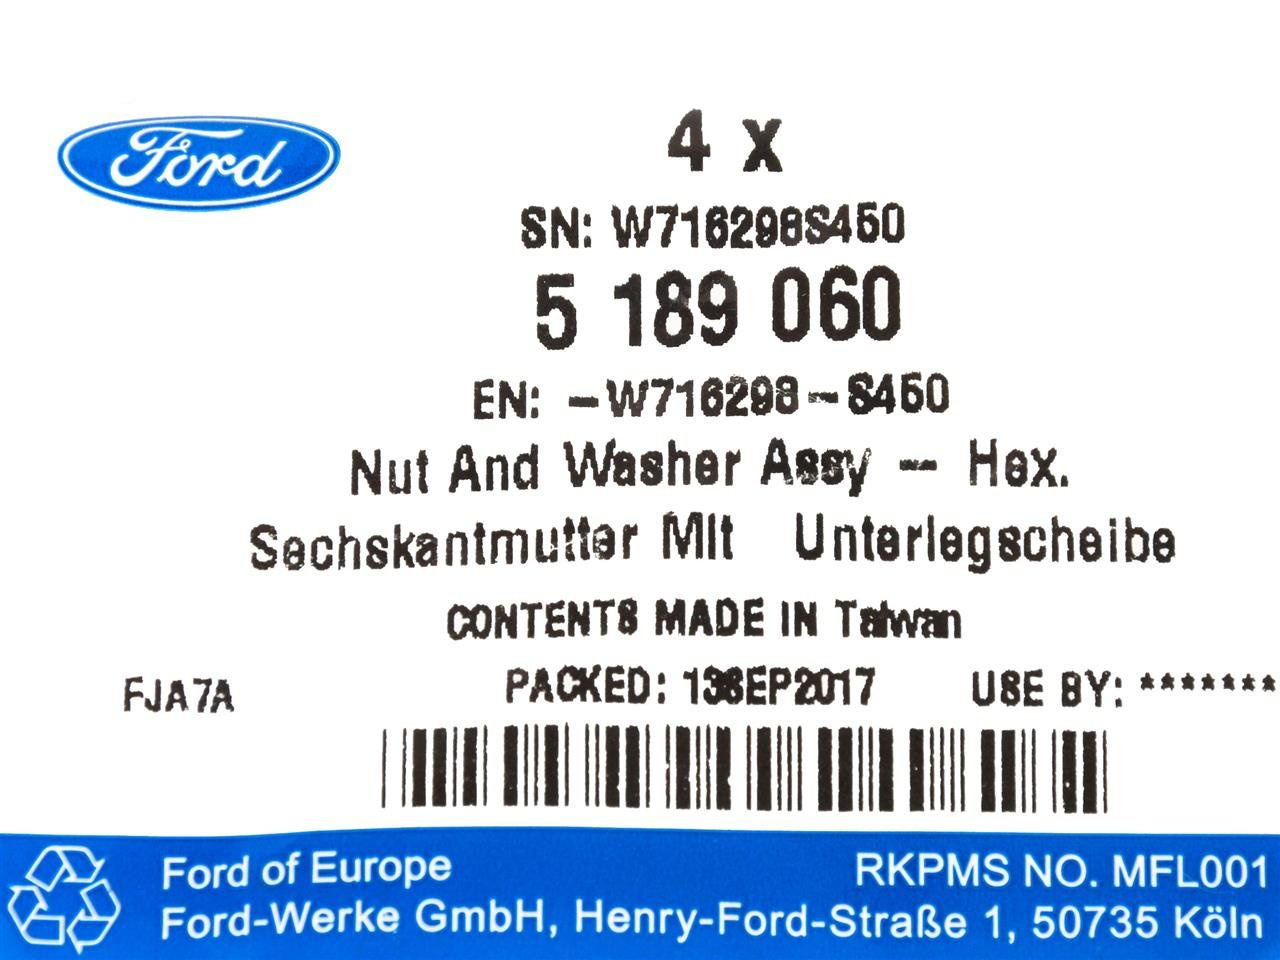 Ford
4 x
SN: W716298S450
5 189 060
EN: -W716298-S450
Nut And Washer Assy - Hex.
Sechskantmutter Mit Unterlegscheibe
CONTENTS MADE IN Taiwan
FJA7A PACKED: 13SEP2017 USE BY: *******
Ford of Europe RKPMS NO. MFL001
Ford-Werke GmbH, Henry-Ford-Straße 1, 50735 Köln